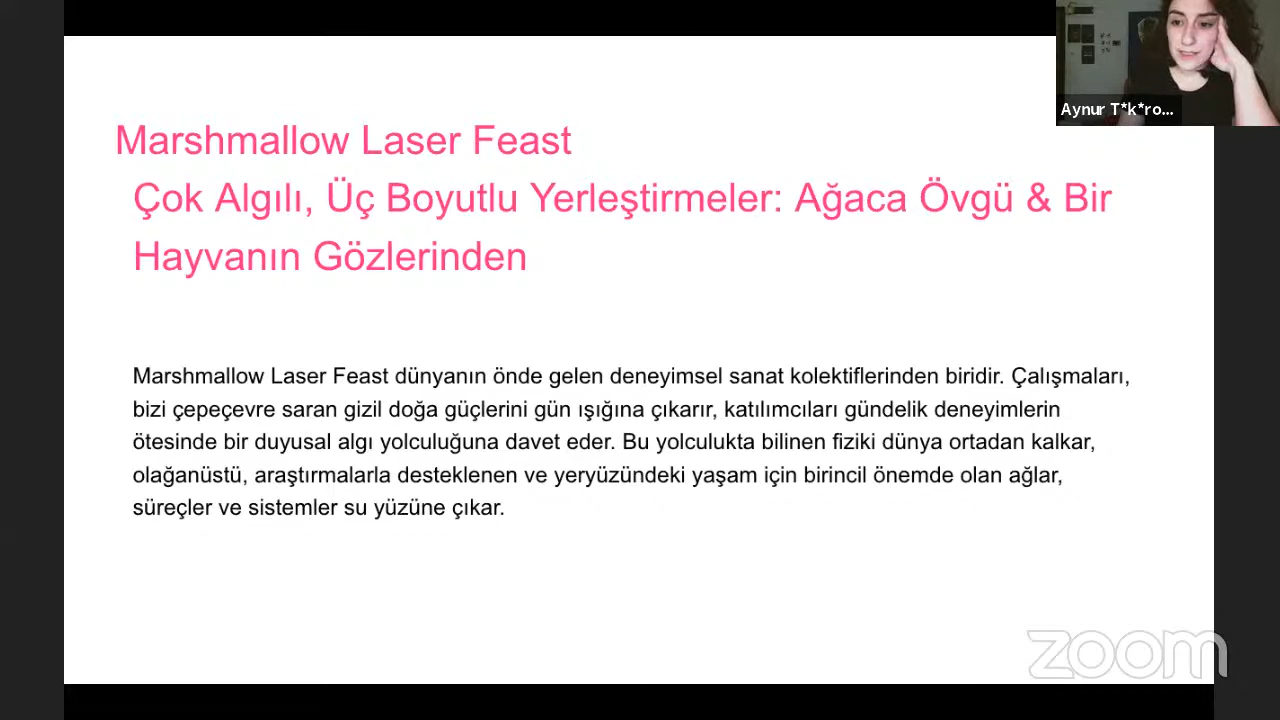 Aynur T*k*ro...
Marshmallow Laser Feast
Çok Algılı, Üç Boyutlu Yerleştirmeler: Ağaca Övgü & Bir
Hayvanın Gözlerinden
Marshmallow Laser Feast dünyanın önde gelen deneyimsel sanat kolektiflerinden biridir. Çalışmaları,
bizi çepeçevre saran gizil doğa güçlerini gün ışığına çıkarır, katılımcıları gündelik deneyimlerin
ötesinde bir duyusal algı yolculuğuna davet eder. Bu yolculukta bilinen fiziki dünya ortadan kalkar,
olağanüstü, araştırmalarla desteklenen ve yeryüzündeki yaşam için birincil önemde olan ağlar,
süreçler ve sistemler su yüzüne çıkar.
zoom